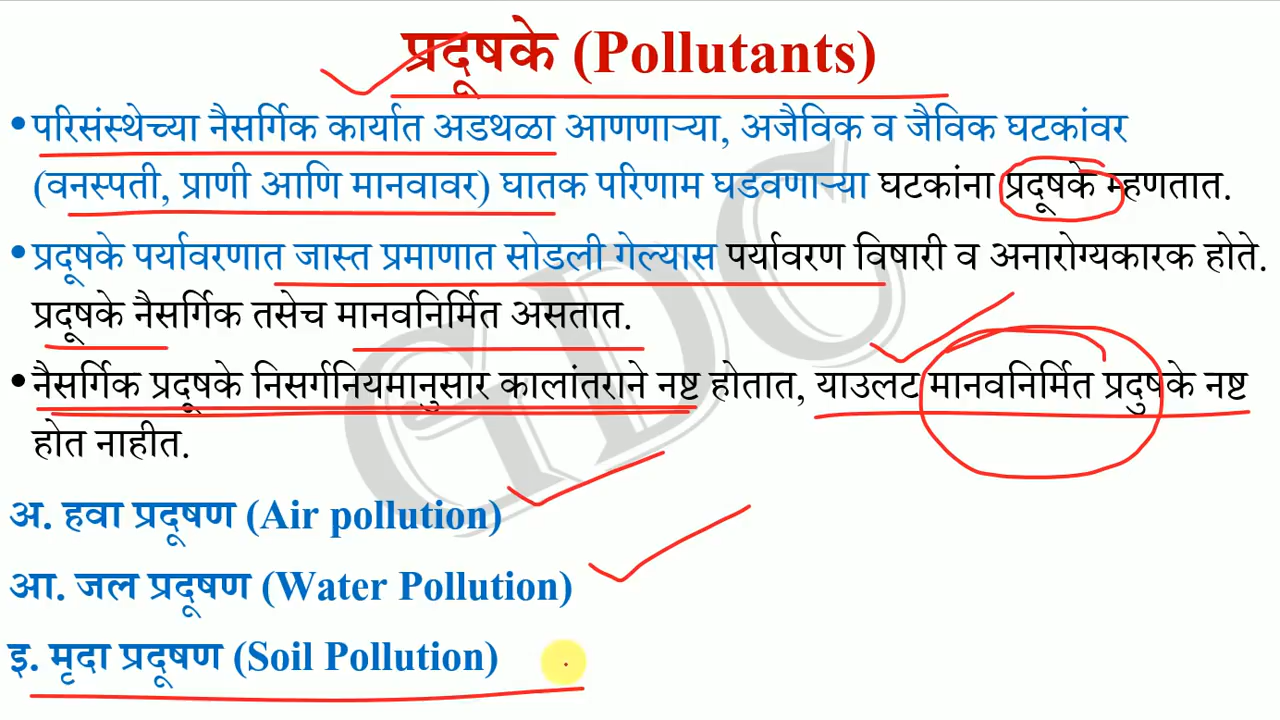 प्रदूषके (Pollutants)
• परिसंस्थेच्या नैसर्गिक कार्यात अडथळा आणणाऱ्या, अजैविक व जैविक घटकांवर
(वनस्पती, प्राणी आणि मानवावर) घातक परिणाम घडवणाऱ्या घटकांना प्रदूषके म्हणतात.
• प्रदूषके पर्यावरणात जास्त प्रमाणात सोडली गेल्यास पर्यावरण विषारी व अनारोग्यकारक होते.
प्रदूषके नैसर्गिक तसेच मानवनिर्मित असतात.
• नैसर्गिक प्रदूषके निसर्गनियमानुसार कालांतराने नष्ट होतात, याउलट मानवनिर्मित प्रदुषके नष्ट
होत नाहीत.
अ. हवा प्रदूषण (Air pollution)
आ. जल प्रदूषण (Water Pollution)
इ. मृदा प्रदूषण (Soil Pollution)
GDC